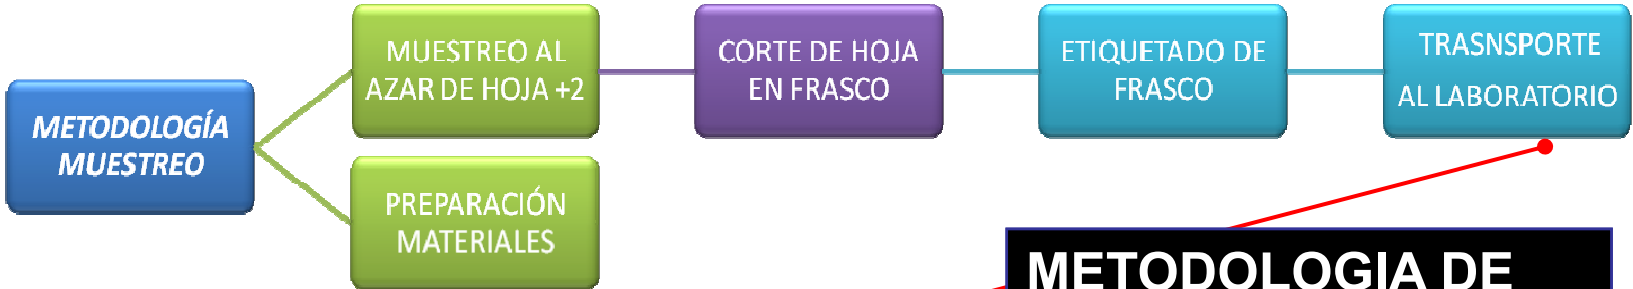 METODOLOGÍA
MUESTREO
MUESTREO AL
AZAR DE HOJA +2
PREPARACIÓN
MATERIALES
CORTE DE HOJA
EN FRASCO
ETIQUETADO DE
FRASCO
TRASNSPORTE
AL LABORATORIO
METODOLOGIA DE